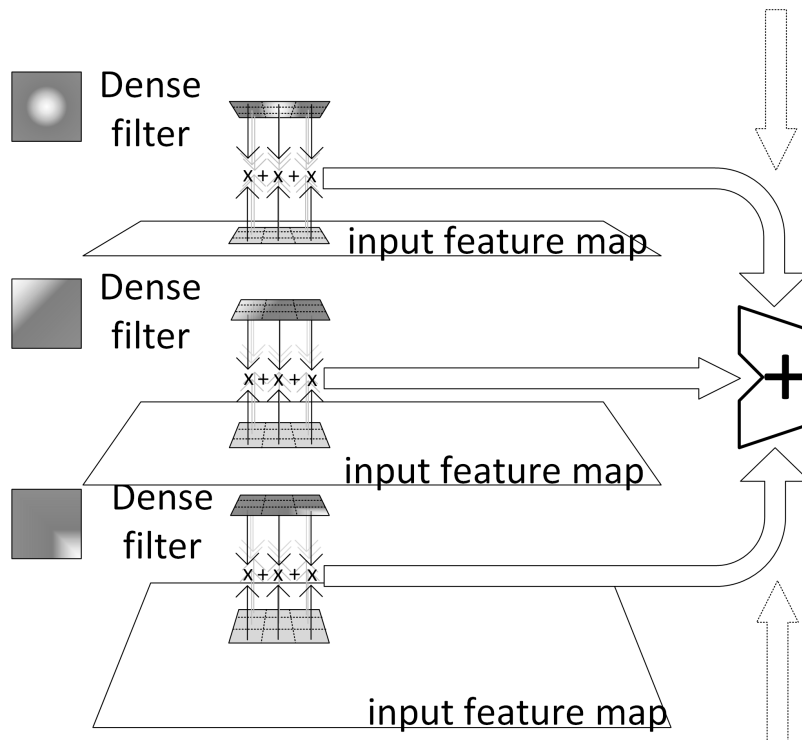 Dense
filter
x + x + x
input feature map
Dense
filter
x + x + x
+
input feature map
Dense
filter
x + x + x
input feature map